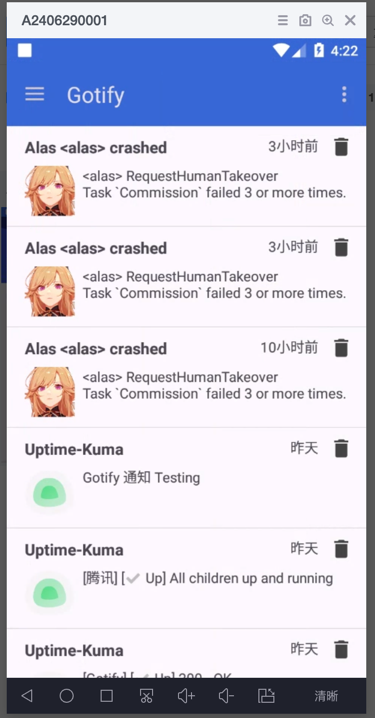 A2406290001
4:22
Gotify
Alas <alas> crashed
3小时前
<alas> RequestHumanTakeover
Task `Commission` failed 3 or more times.
Alas <alas> crashed
3小时前
<alas> RequestHumanTakeover
Task `Commission` failed 3 or more times.
Alas <alas> crashed
10小时前
<alas> RequestHumanTakeover
Task `Commission` failed 3 or more times.
Uptime-Kuma
昨天
Gotify 通知 Testing
Uptime-Kuma
昨天
[腾讯] [✔ Up] All children up and running
Uptime-Kuma
昨天
[Gotify] [✔ Up] 200 - OK
清晰